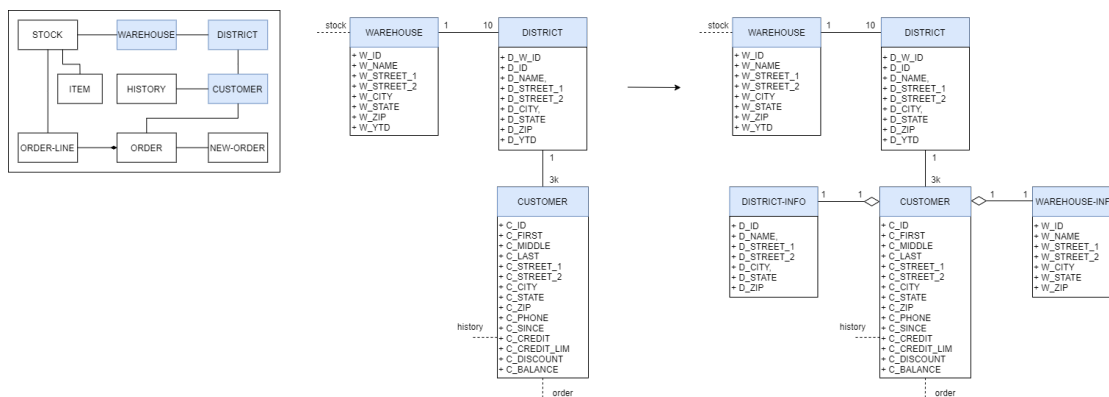 STOCK
WAREHOUSE
DISTRICT
ITEM
HISTORY
CUSTOMER
ORDER-LINE
ORDER
NEW-ORDER
stock
WAREHOUSE
1
10
DISTRICT
+ W_ID
+ W_NAME
+ W_STREET_1
+ W_STREET_2
+ W_CITY
+ W_STATE
+ W_ZIP
+ W_YTD
+ D_W_ID
+ D_ID
+ D_NAME,
+ D_STREET_1
+ D_STREET_2
+ D_CITY,
+ D_STATE
+ D_ZIP
+ D_YTD
1
3k
CUSTOMER
+ C_ID
+ C_FIRST
+ C_MIDDLE
+ C_LAST
+ C_STREET_1
+ C_STREET_2
+ C_CITY
+ C_STATE
+ C_ZIP
+ C_PHONE
+ C_SINCE
+ C_CREDIT
+ C_CREDIT_LIM
+ C_DISCOUNT
+ C_BALANCE
history
order
stock
WAREHOUSE
1
10
DISTRICT
+ W_ID
+ W_NAME
+ W_STREET_1
+ W_STREET_2
+ W_CITY
+ W_STATE
+ W_ZIP
+ W_YTD
+ D_W_ID
+ D_ID
+ D_NAME,
+ D_STREET_1
+ D_STREET_2
+ D_CITY,
+ D_STATE
+ D_ZIP
+ D_YTD
1
3k
DISTRICT-INFO
1
1
CUSTOMER
1
1
WAREHOUSE-INF
+ D_ID
+ D_NAME,
+ D_STREET_1
+ D_STREET_2
+ D_CITY,
+ D_STATE
+ D_ZIP
+ C_ID
+ C_FIRST
+ C_MIDDLE
+ C_LAST
+ C_STREET_1
+ C_STREET_2
+ C_CITY
+ C_STATE
+ C_ZIP
+ C_PHONE
+ C_SINCE
+ C_CREDIT
+ C_CREDIT_LIM
+ C_DISCOUNT
+ C_BALANCE
+ W_ID
+ W_NAME
+ W_STREET_1
+ W_STREET_2
+ W_CITY
+ W_STATE
+ W_ZIP
history
order